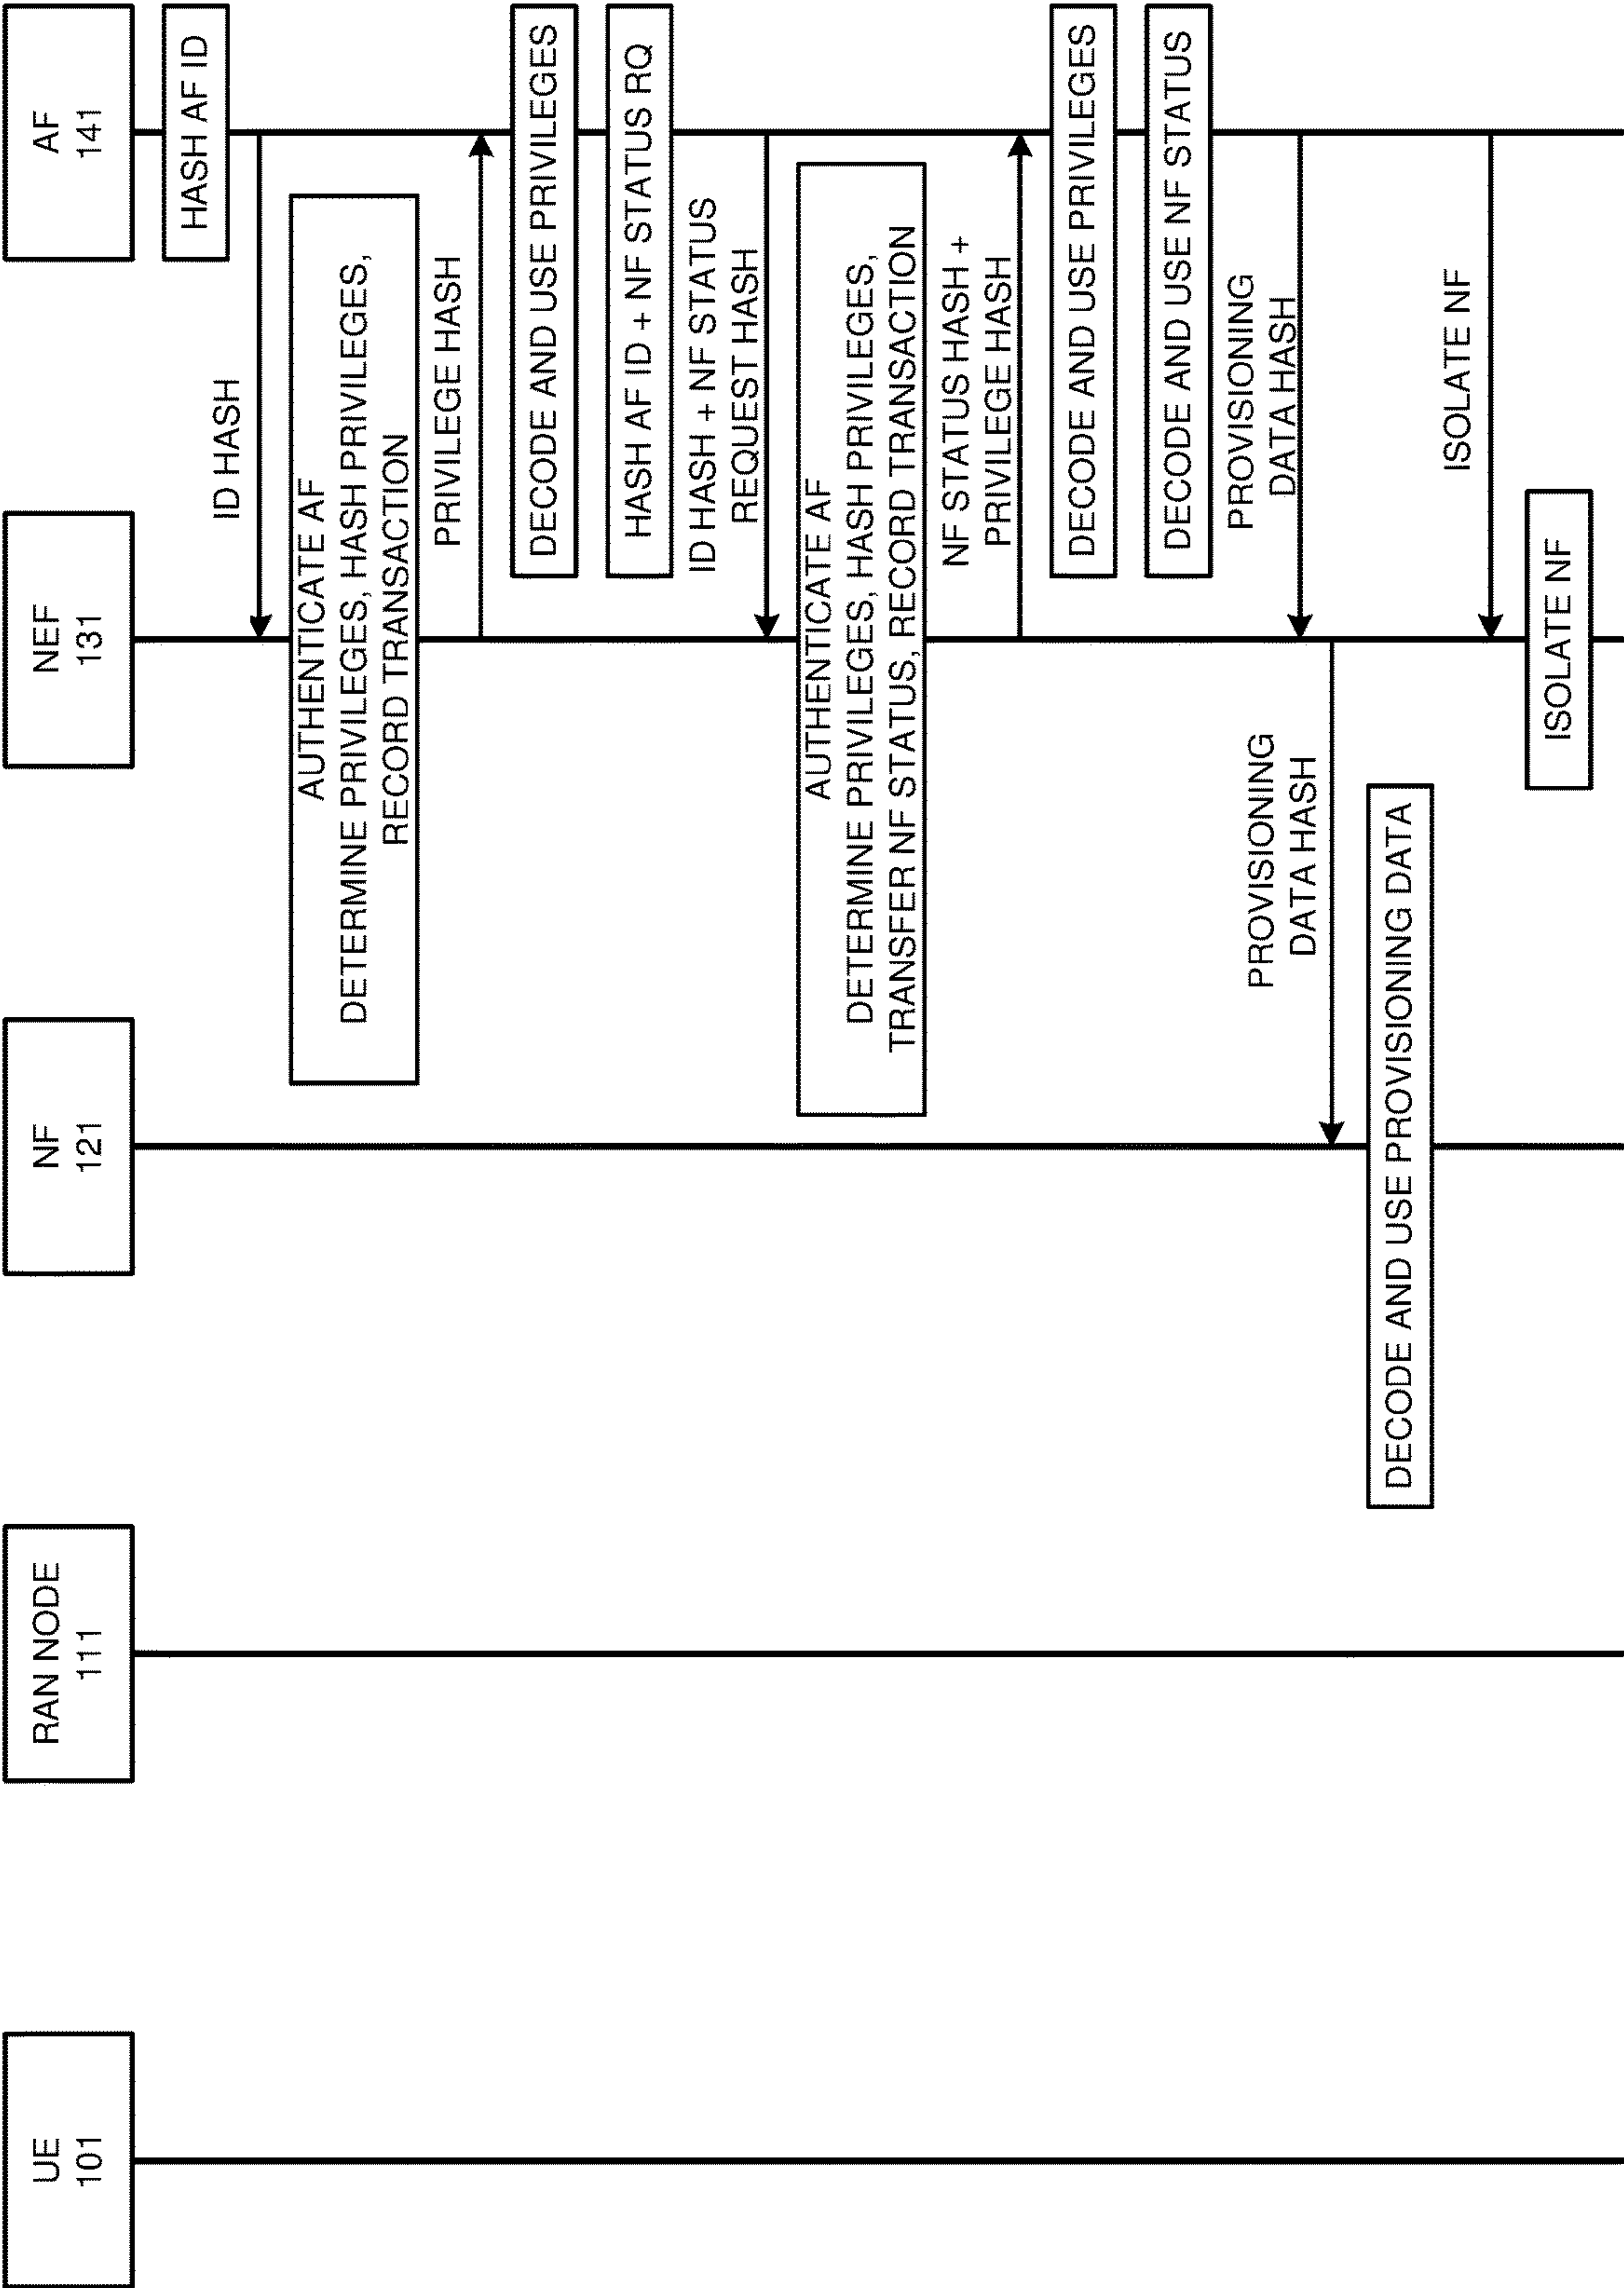 UE
101
RAN NODE
111
NF
121
NEF
131
AF
141
HASH AF ID
ID HASH
AUTHENTICATE AF
DETERMINE PRIVILEGES, HASH PRIVILEGES,
RECORD TRANSACTION
PRIVILEGE HASH
DECODE AND USE PRIVILEGES
HASH AF ID + NF STATUS RQ
ID HASH + NF STATUS
REQUEST HASH
AUTHENTICATE AF
DETERMINE PRIVILEGES, HASH PRIVILEGES,
TRANSFER NF STATUS, RECORD TRANSACTION
NF STATUS HASH +
PRIVILEGE HASH
DECODE AND USE PRIVILEGES
DECODE AND USE NF STATUS
PROVISIONING
DATA HASH
PROVISIONING
DATA HASH
DECODE AND USE PROVISIONING DATA
ISOLATE NF
ISOLATE NF